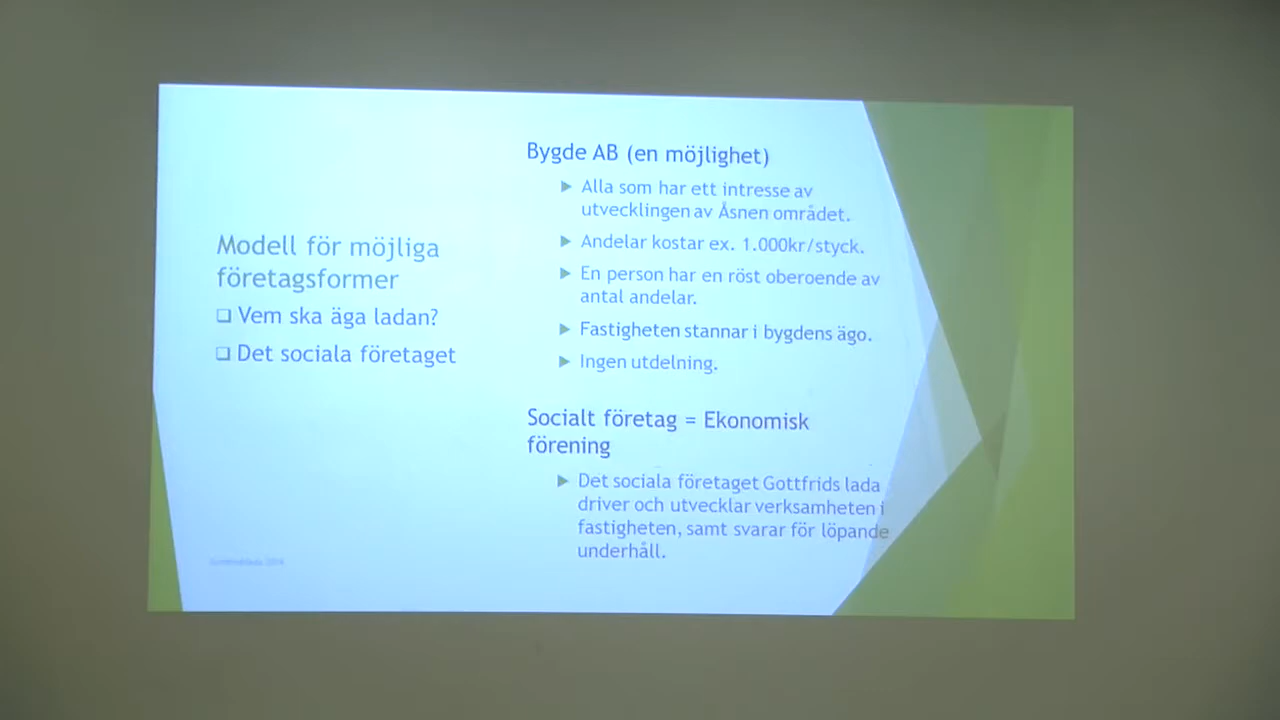 Modell för möjliga
företagsformer
❑ Vem ska äga ladan?
❑ Det sociala företaget
Bygde AB (en möjlighet)
▶ Alla som har ett intresse av
utvecklingen av Åsnen området.
▶ Andelar kostar ex. 1.000kr/styck.
▶ En person har en röst oberoende av
antal andelar.
▶ Fastigheten stannar i bygdens ägo.
▶ Ingen utdelning.
Socialt företag = Ekonomisk
förening
▶ Det sociala företaget Gottfrids lada
driver och utvecklar verksamheten i
fastigheten, samt svarar för löpande
underhåll.